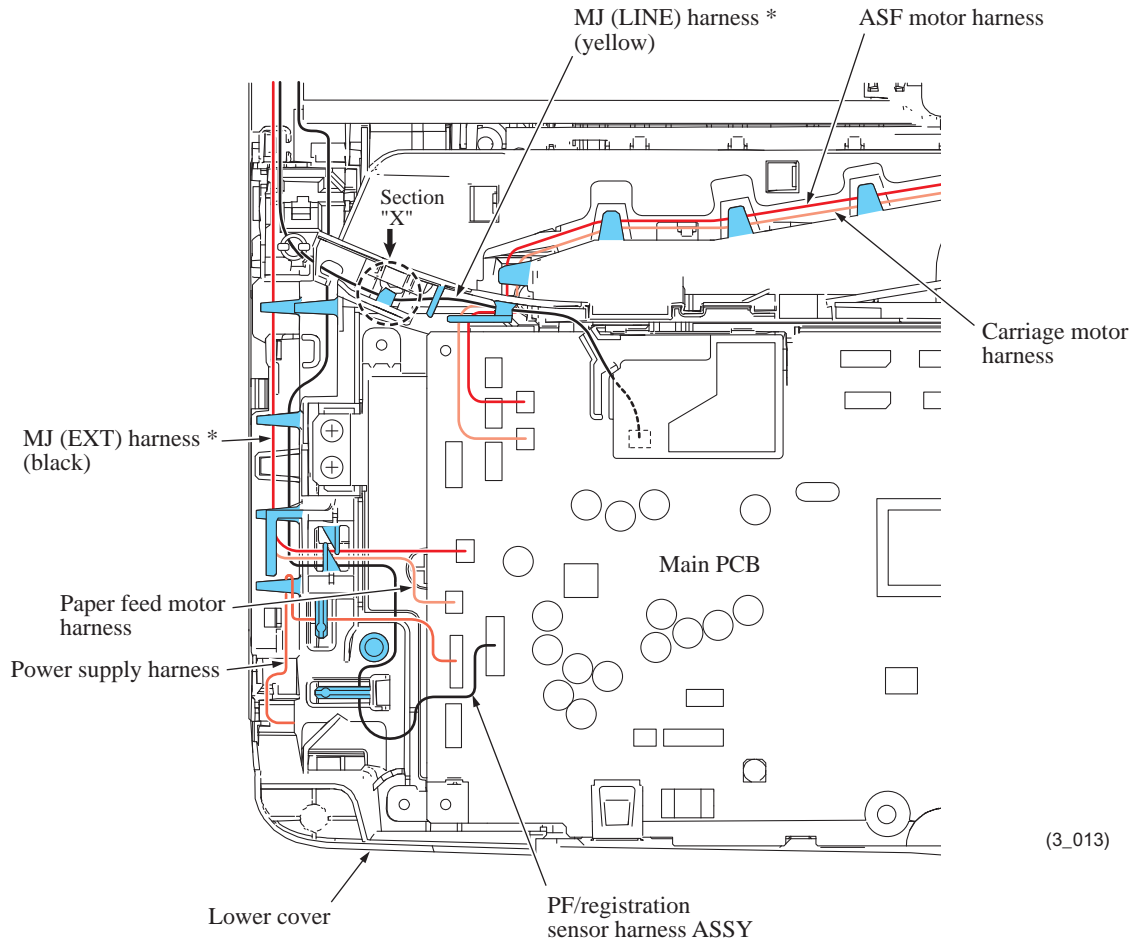 MJ (LINE) harness *
(yellow)
ASF motor harness
Section
"X"
Carriage motor
harness
MJ (EXT) harness *
(black)
Main PCB
Paper feed motor
harness
Power supply harness
(3_013)
Lower cover
PF/registration
sensor harness ASSY